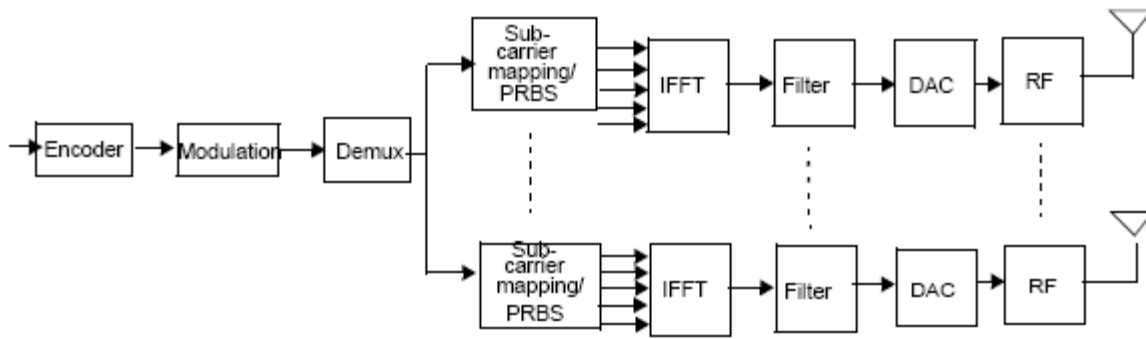 Sub-
carrier
mapping/
PRBS
IFFT
Filter
DAC
RF
Encoder
Modulation
Demux
Sub-
carrier
mapping/
PRBS
IFFT
Filter
DAC
RF